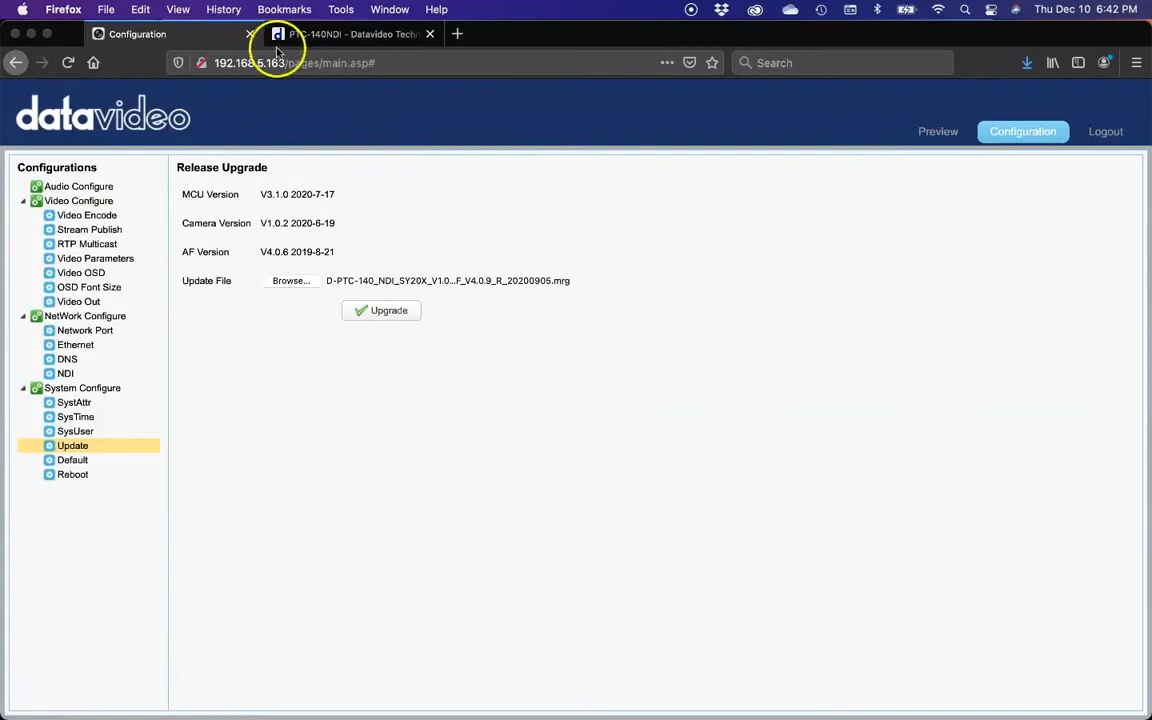 Firefox File Edit View History Bookmarks Tools Window Help Thu Dec 10 6:42 PM
Configuration PTC-140NDI - Datavideo Techn
192.168.5.163/pages/main.asp# Search
datavideo
Preview Configuration Logout
Configurations
Audio Configure
Video Configure
Video Encode
Stream Publish
RTP Multicast
Video Parameters
Video OSD
OSD Font Size
Video Out
NetWork Configure
Network Port
Ethernet
DNS
NDI
System Configure
SystAttr
SysTime
SysUser
Update
Default
Reboot
Release Upgrade
MCU Version V3.1.0 2020-7-17
Camera Version V1.0.2 2020-6-19
AF Version V4.0.6 2019-8-21
Update File Browse... D-PTC-140_NDI_SY20X_V1.0...F_V4.0.9_R_20200905.mrg
Upgrade